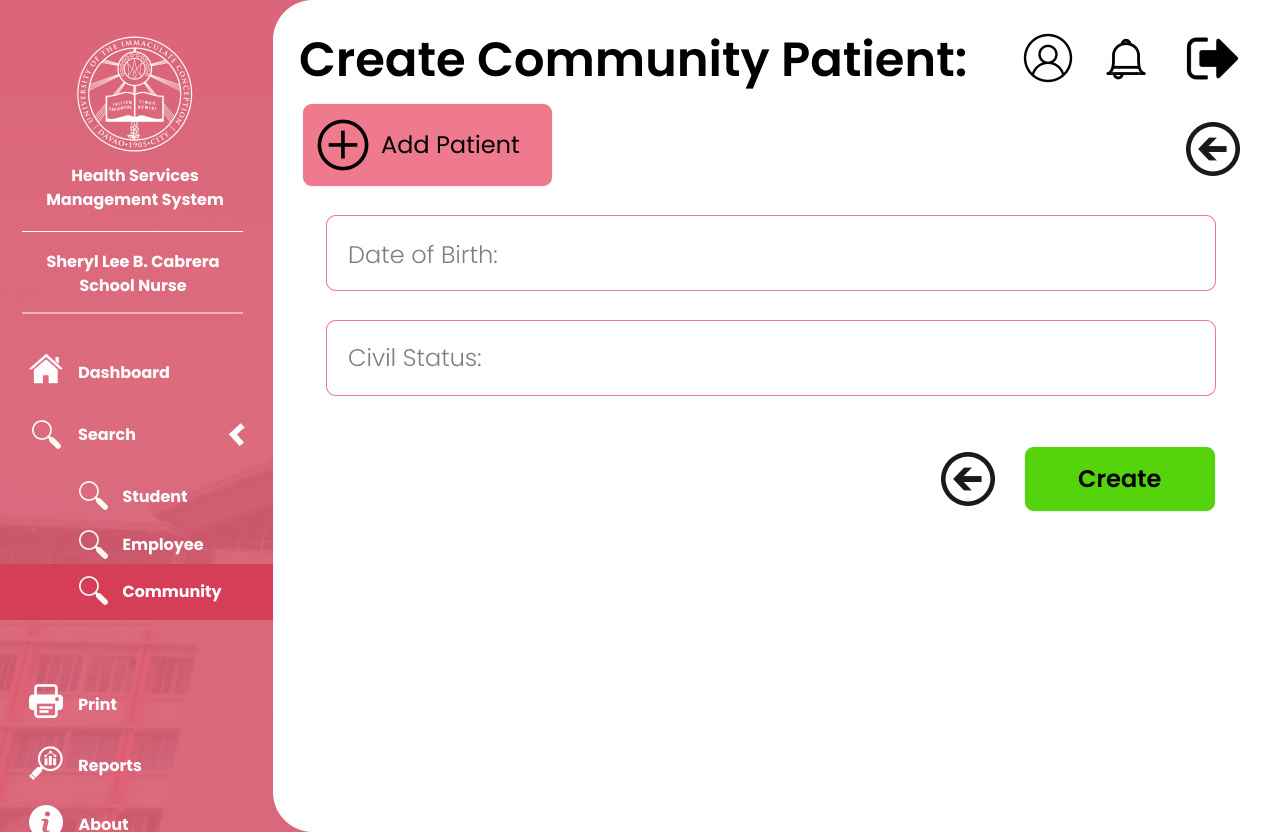 UNIVERSITY OF THE IMMACULATE CONCEPTION
DAVAO • 1905 • CITY
Health Services
Management System
Sheryl Lee B. Cabrera
School Nurse
Dashboard
Search
Student
Employee
Community
Print
Reports
About
Create Community Patient:
Add Patient
Date of Birth:
Civil Status:
Create